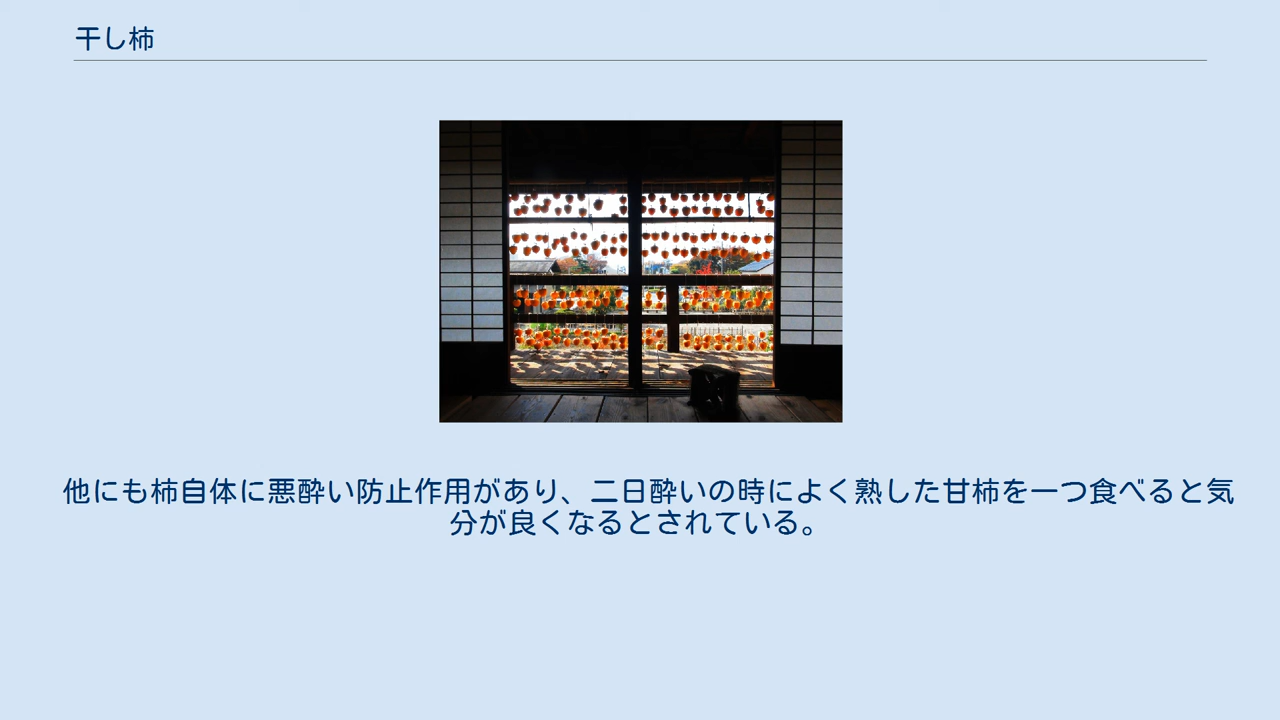 干し柿
他にも柿自体に悪酔い防止作用があり、二日酔いの時によく熟した甘柿を一つ食べると気
分が良くなるとされている。